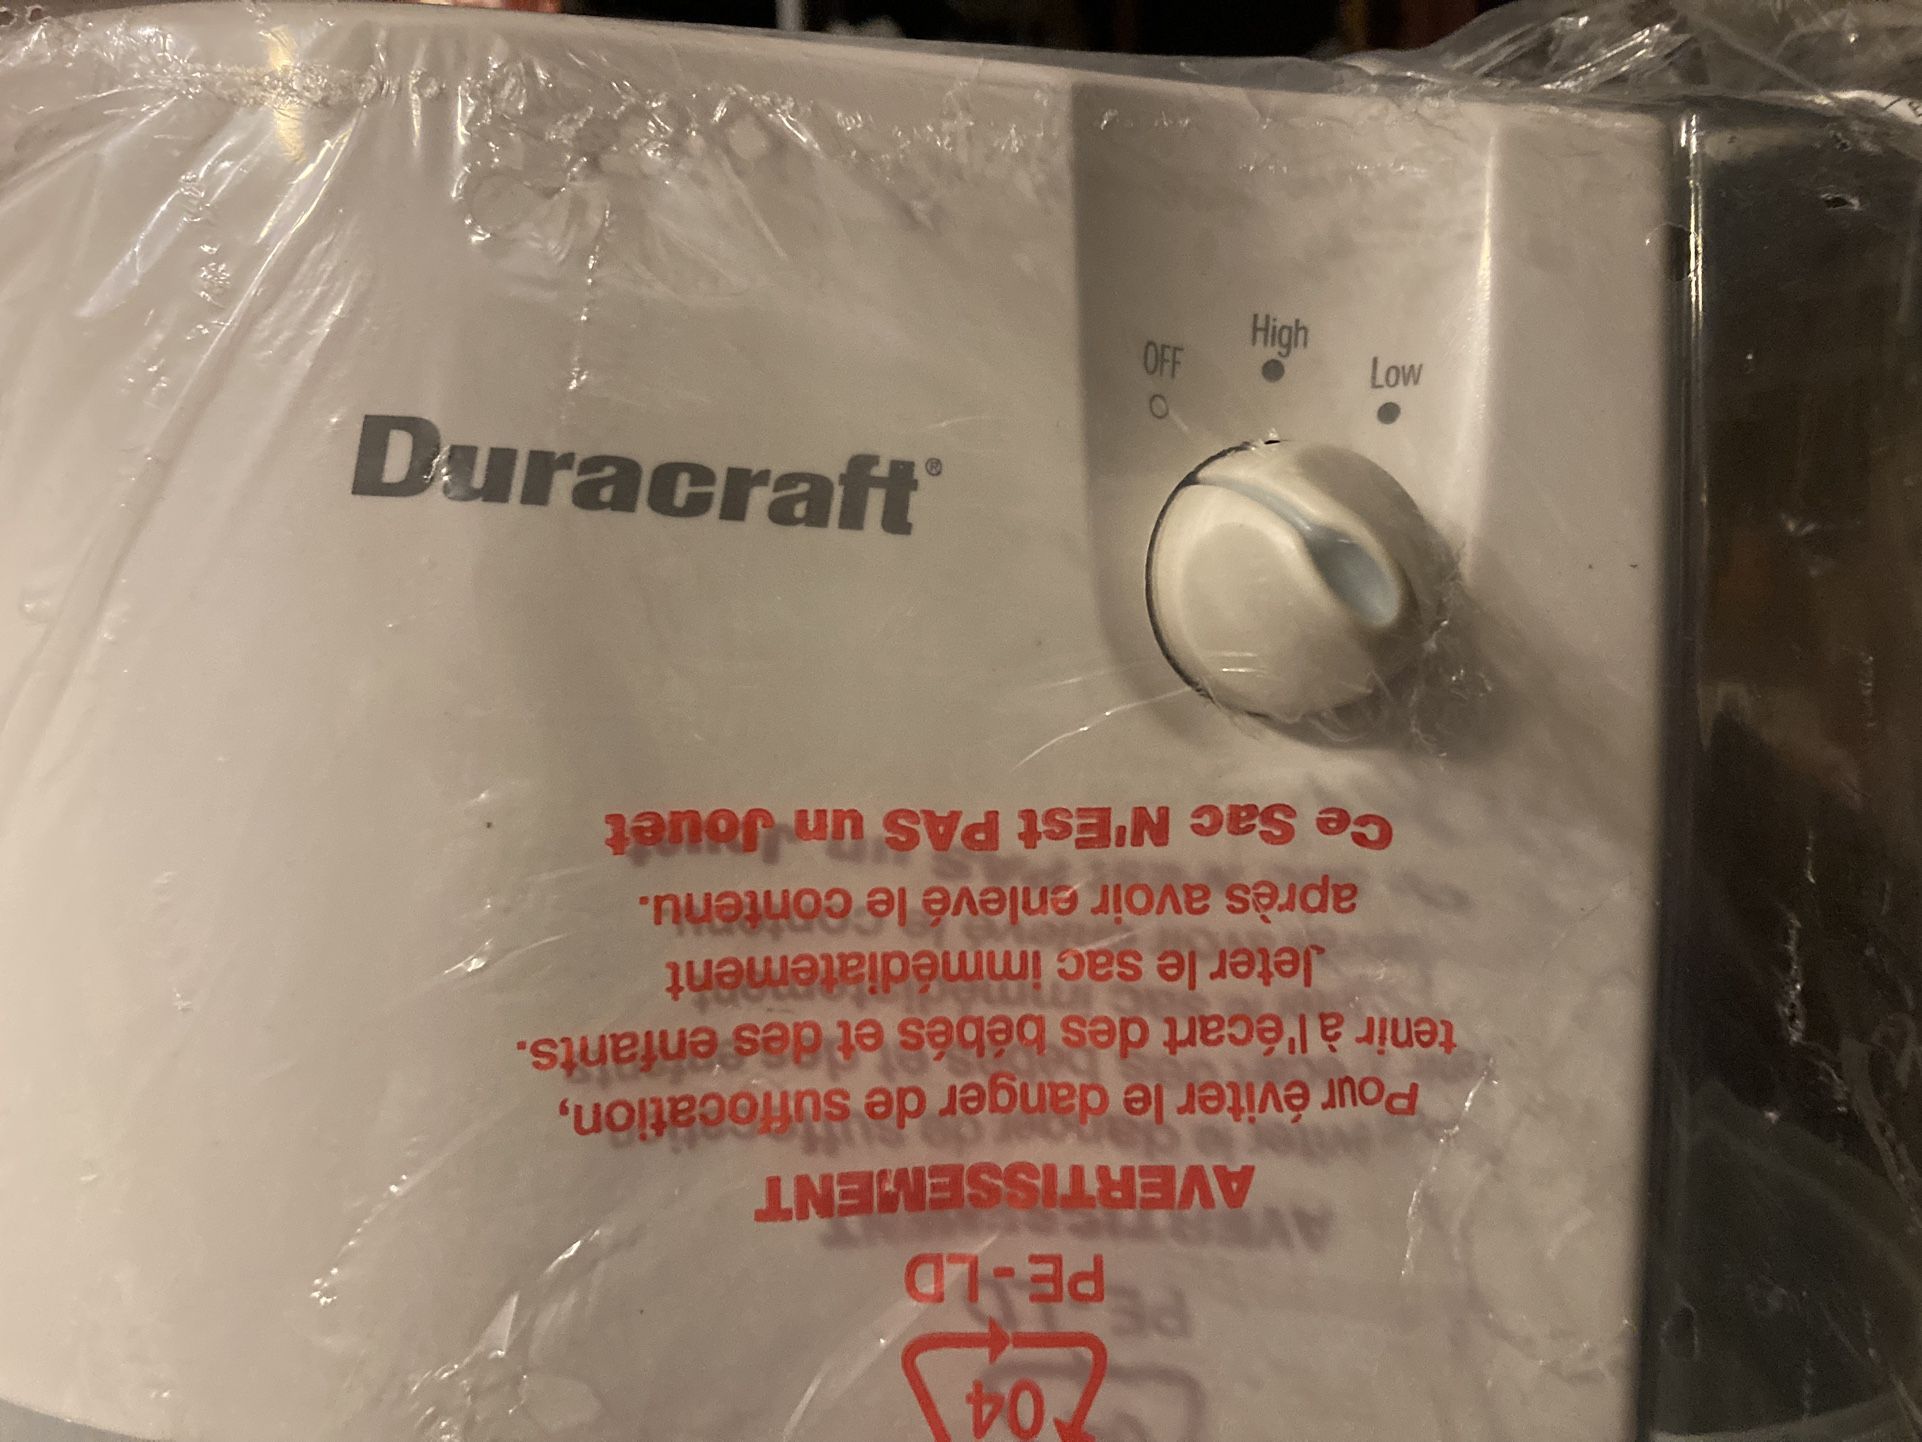 OFF
High
Low
Duracraft®
04
PE-LD
AVERTISSEMENT
Pour éviter le danger de suffocation,
tenir à l'écart des bébés et des enfants.
Jeter le sac immédiatement
après avoir enlevé le contenu.
Ce Sac N'Est PAS un Jouet